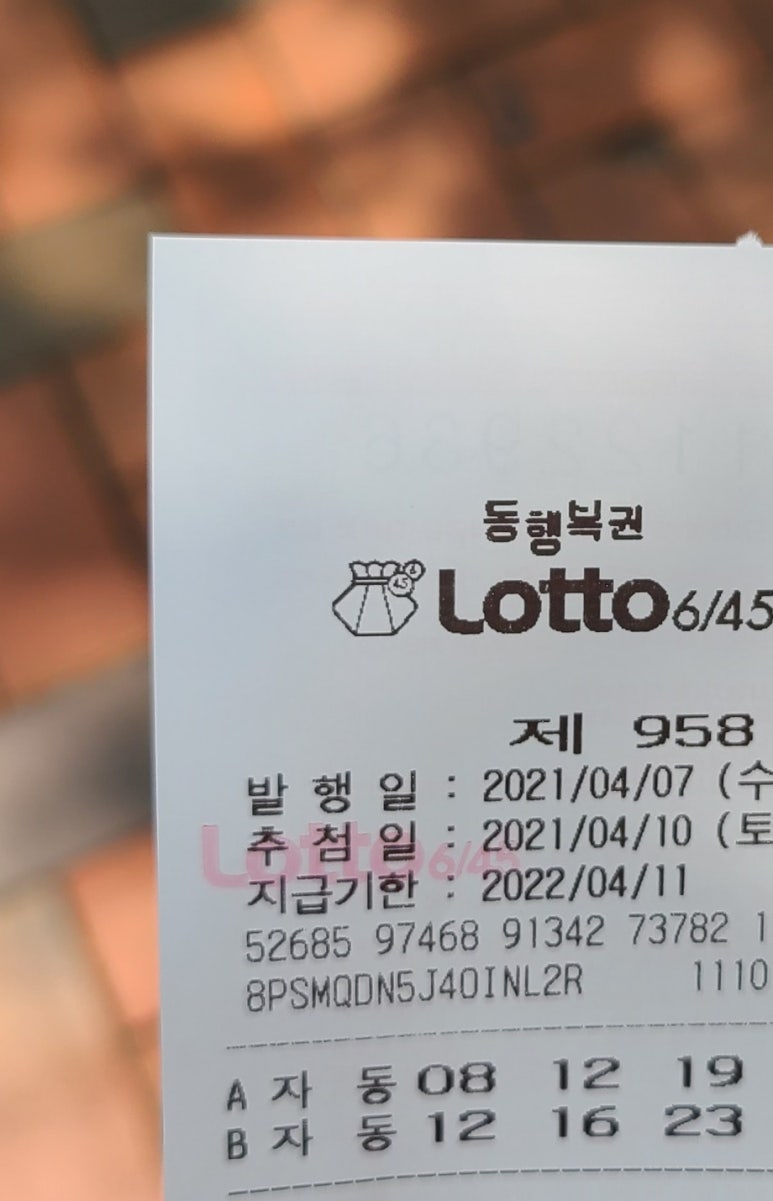 동행복권
Lotto 6/45
제 958
발 행 일 : 2021/04/07 (수
추 첨 일 : 2021/04/10 (토
Lotto 6/45
지급기한 : 2022/04/11
52685 97468 91342 73782 1
8PSMQDN5J40INL2R 1110
A 자 동 08 12 19
B 자 동 12 16 23